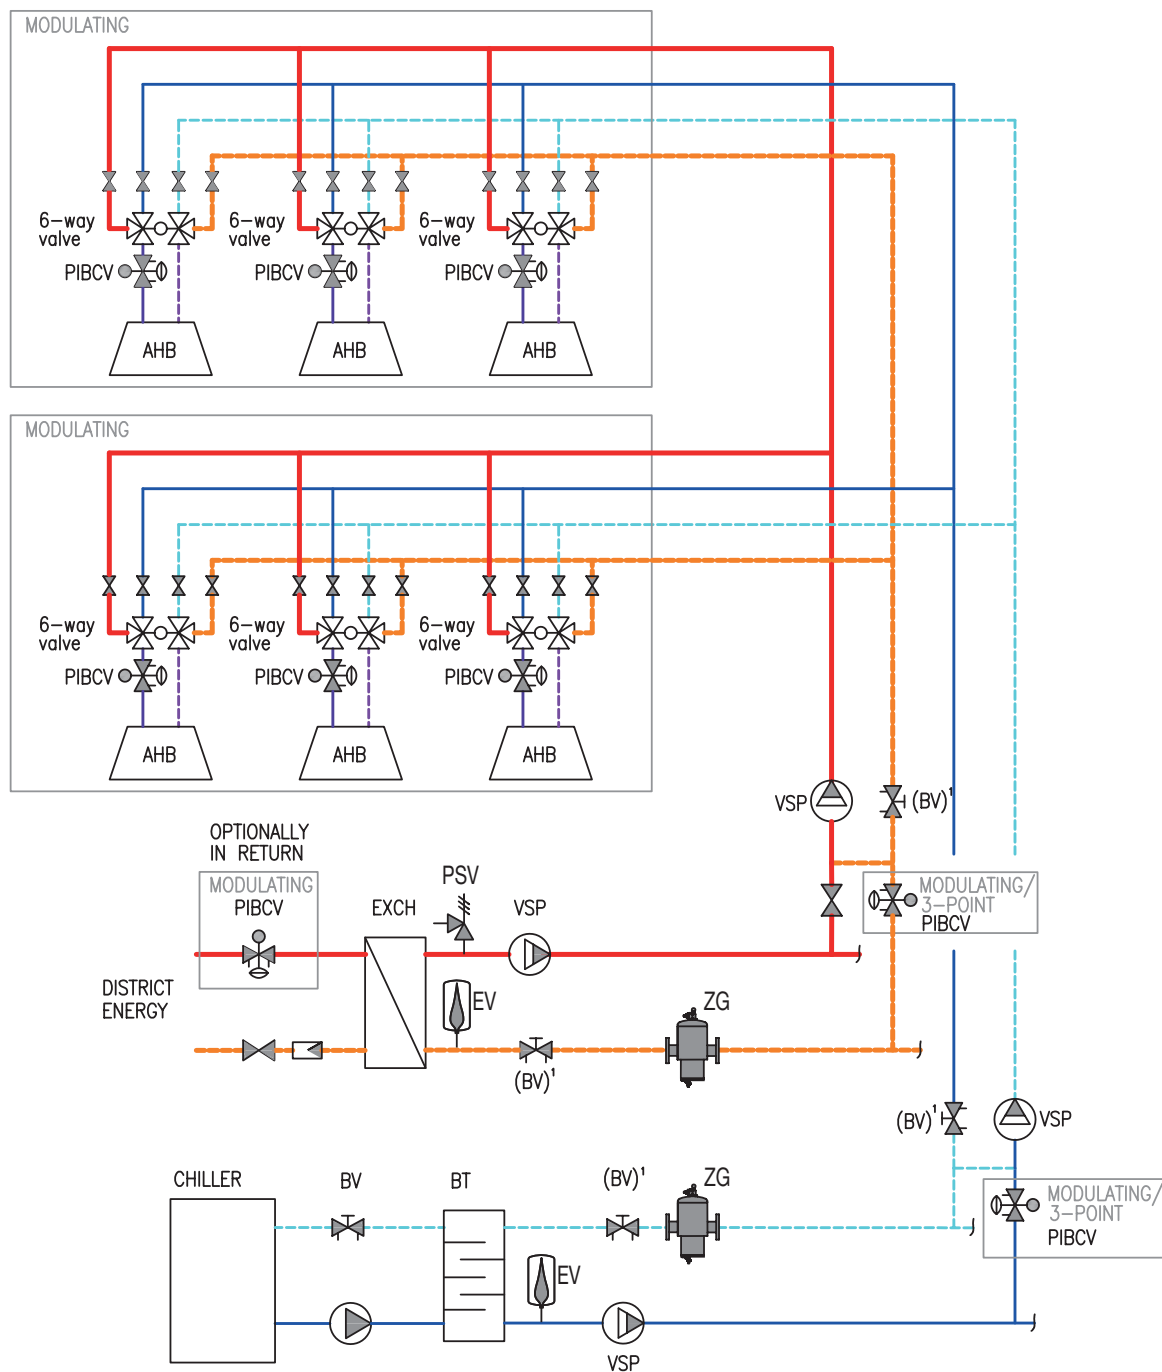 MODULATING
6-way
valve
6-way
valve
6-way
valve
PIBCV
PIBCV
PIBCV
AHB
AHB
AHB
MODULATING
6-way
valve
6-way
valve
6-way
valve
PIBCV
PIBCV
PIBCV
AHB
AHB
AHB
VSP
(BV)¹
OPTIONALLY
IN RETURN
MODULATING
PIBCV
EXCH
PSV
VSP
MODULATING/
3-POINT
PIBCV
DISTRICT
ENERGY
EV
(BV)¹
ZG
(BV)¹
VSP
CHILLER
BV
BT
(BV)¹
ZG
MODULATING/
3-POINT
PIBCV
EV
VSP